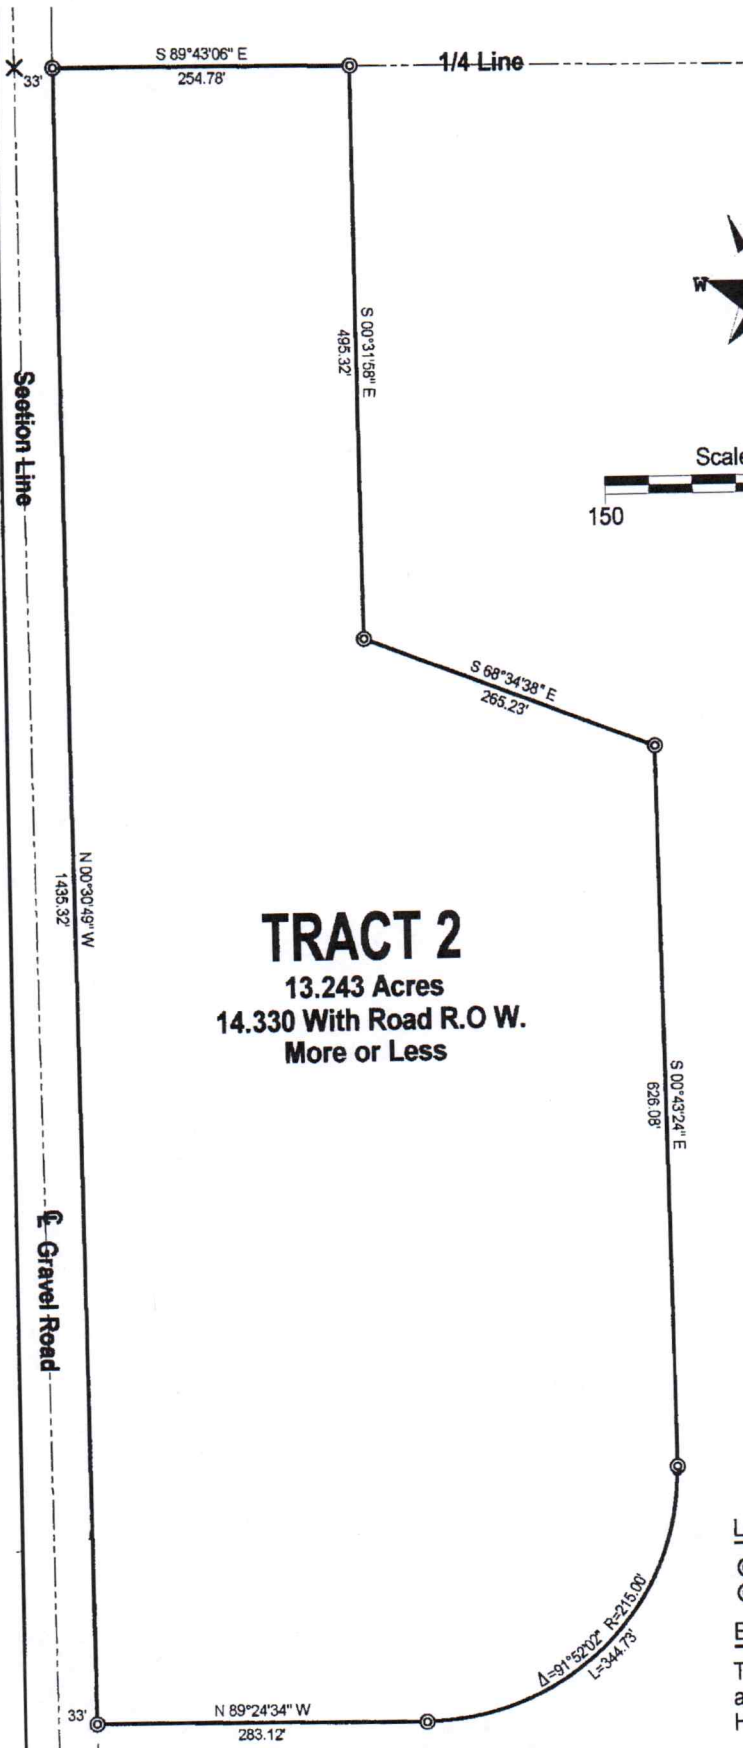 S 89°43'06" E
254.78'
1/4 Line
33'
W
S 00°31'58" E
495.32'
Section Line
Scale
150
S 68°34'38" E
265.23'
N 00°30'49" W
1435.32'
TRACT 2
13.243 Acres
14.330 With Road R.O W.
More or Less
S 00°43'24" E
626.08'
℄ Gravel Road
Δ=91°52'02" R=215.00'
L=344.73'
33'
N 89°24'34" W
283.12'